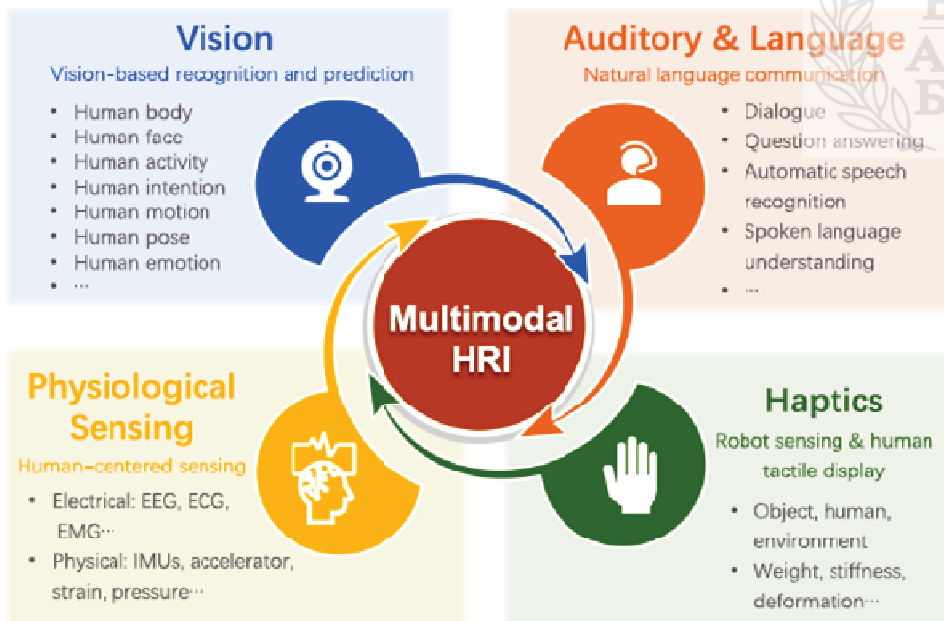 Vision
Vision-based recognition and prediction
• Human body
• Human face
• Human activity
• Human intention
• Human motion
• Human pose
• Human emotion
• ...
Auditory & Language
Natural language communication
• Dialogue
• Question answering
• Automatic speech
recognition
• Spoken language
understanding
• ...
Multimodal
HRI
Physiological
Sensing
Human-centered sensing
• Electrical: EEG, ECG,
EMG...
• Physical: IMUs, accelerator,
strain, pressure...
Haptics
Robot sensing & human
tactile display
• Object, human,
environment
• Weight, stiffness,
deformation...
А
Б